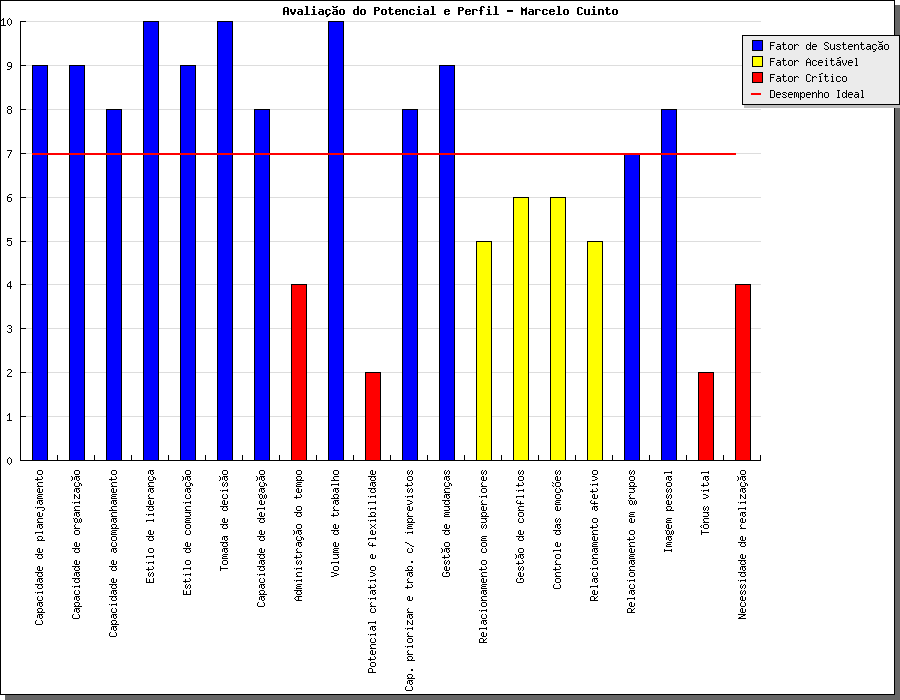 Avaliação do Potencial e Perfil - Marcelo Cuinto
Fator de Sustentação
Fator Aceitável
Fator Crítico
Desempenho Ideal
10
9
8
7
6
5
4
3
2
1
0
Capacidade de planejamento
Capacidade de organização
Capacidade de acompanhamento
Estilo de liderança
Estilo de comunicação
Tomada de decisão
Capacidade de delegação
Administração do tempo
Volume de trabalho
Potencial criativo e flexibilidade
Cap. priorizar e trab. c/ imprevistos
Gestão de mudanças
Relacionamento com superiores
Gestão de conflitos
Controle das emoções
Relacionamento afetivo
Relacionamento em grupos
Imagem pessoal
Tônus vital
Necessidade de realização